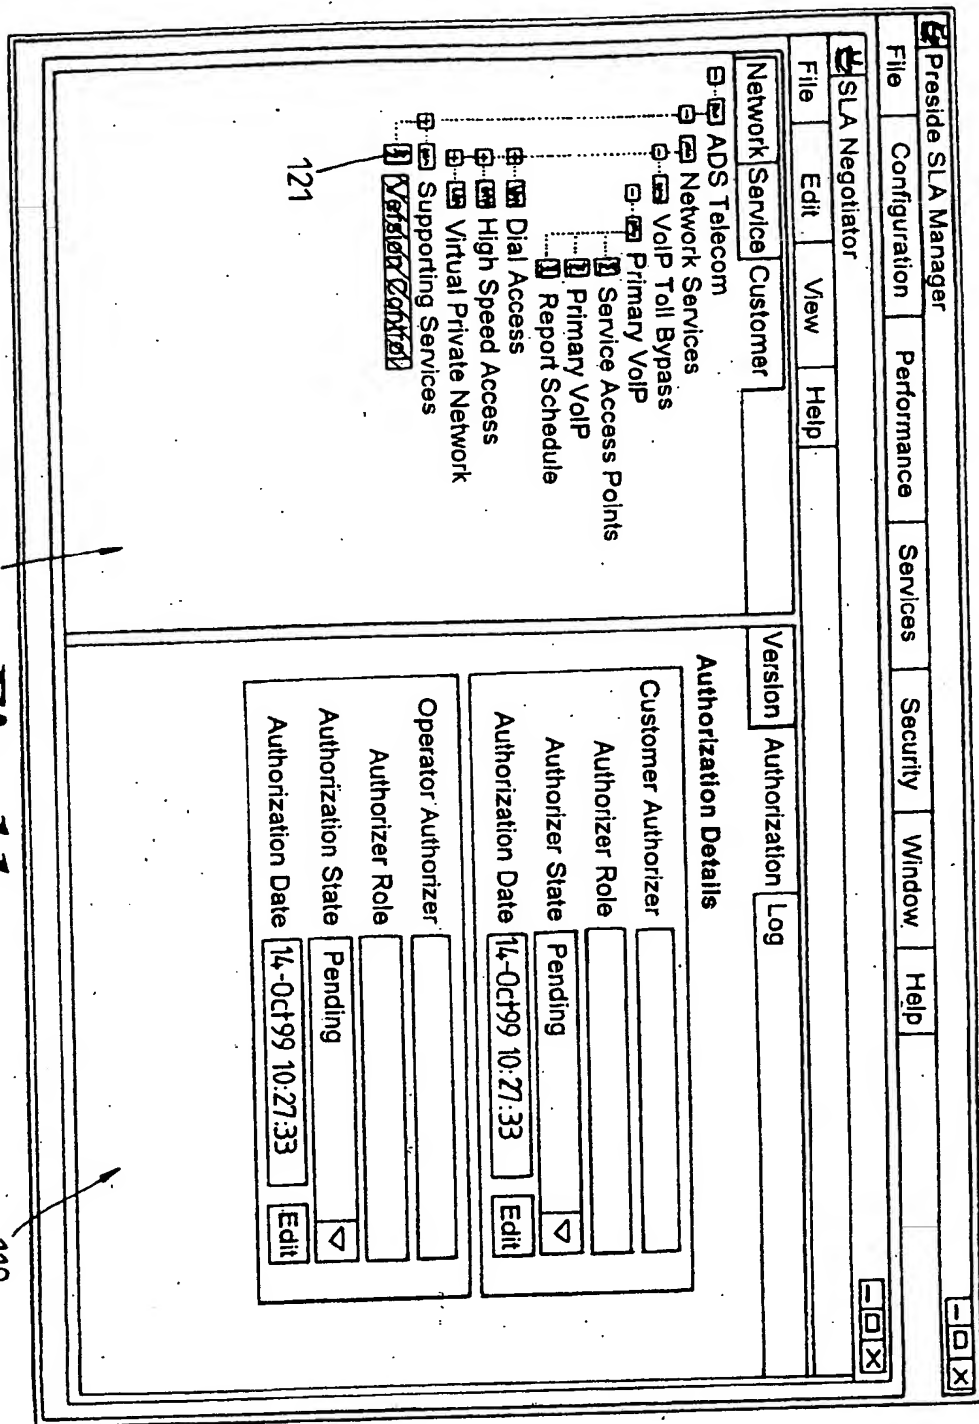 Preside SLA Manager
File Configuration Performance Services Security Window Help
SLA Negotiator
File Edit View Help
Network Service Customer
ADS Telecom
Network Services
VoIP Toll Bypass
Primary VoIP
Service Access Points
Primary VoIP
Report Schedule
Dial Access
High Speed Access
Virtual Private Network
Supporting Services
Version Control
121
Version Authorization Log
Authorization Details
Customer Authorizer
Authorizer Role
Authorizer State Pending
Authorization Date 14-Oct99 10:27:33 Edit
Operator Authorizer
Authorizer Role
Authorization State Pending
Authorization Date 14-Oct99 10:27:33 Edit